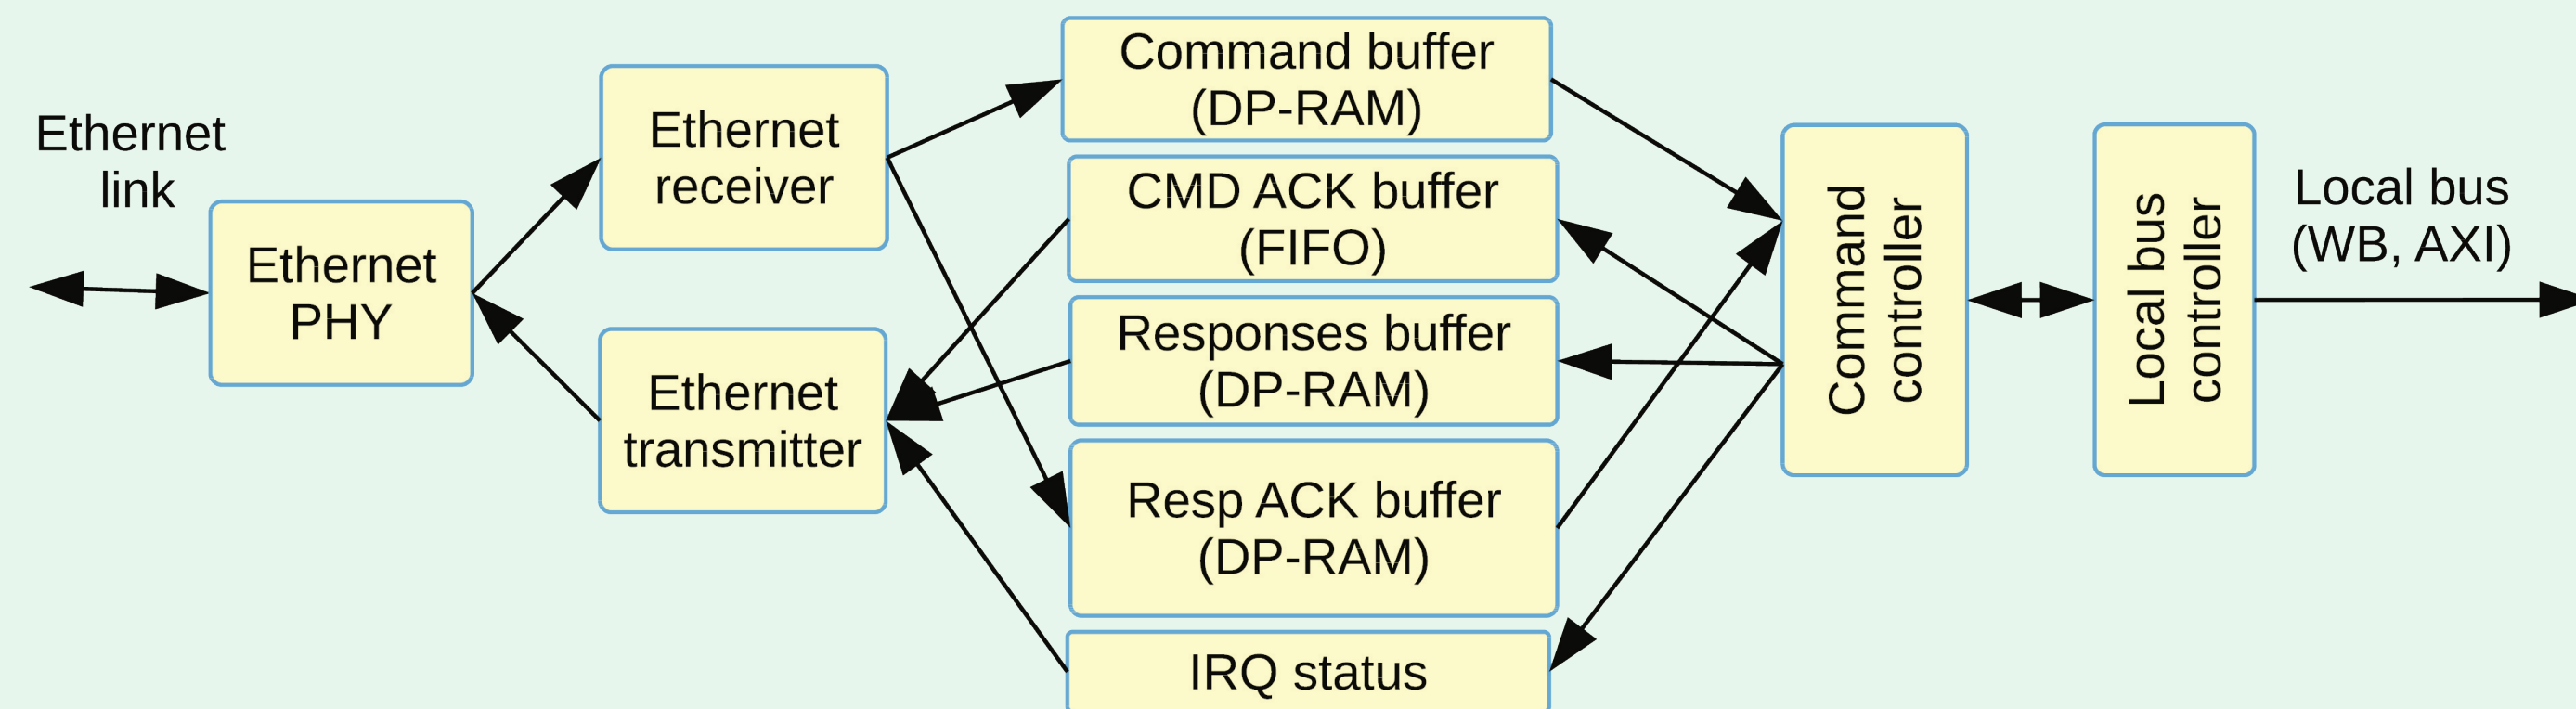 Ethernet
link
Ethernet
PHY
Ethernet
receiver
Ethernet
transmitter
Command buffer
(DP-RAM)
CMD ACK buffer
(FIFO)
Responses buffer
(DP-RAM)
Resp ACK buffer
(DP-RAM)
IRQ status
Command
controller
Local bus
controller
Local bus
(WB, AXI)